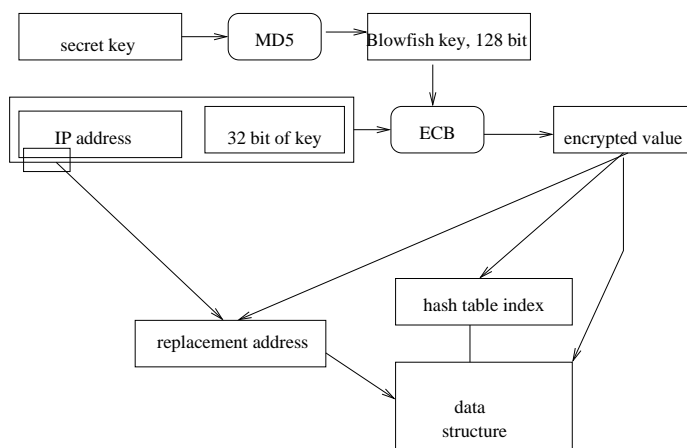 secret key
MD5
Blowfish key, 128 bit
IP address
32 bit of key
ECB
encrypted value
hash table index
replacement address
data
structure